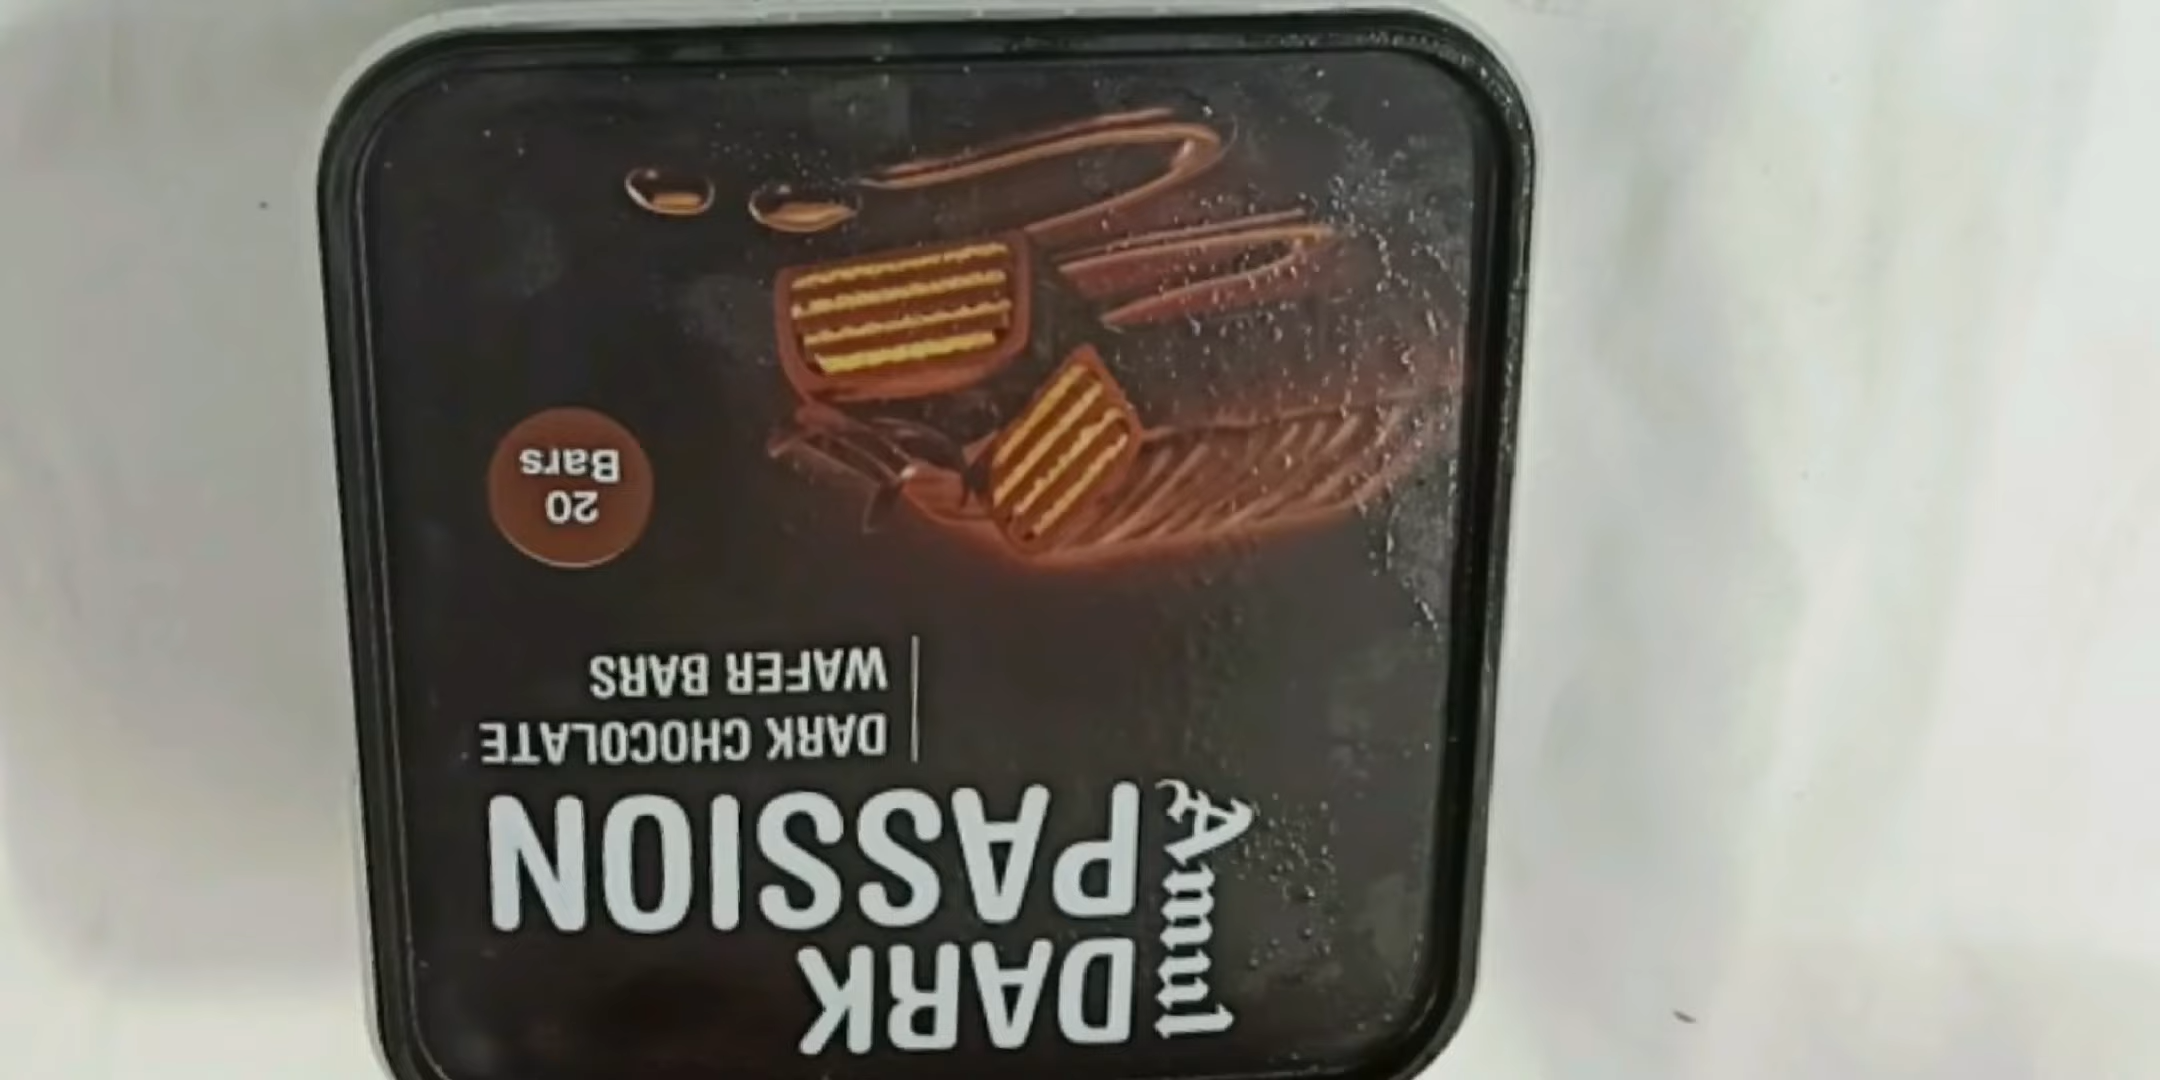 Amul
DARK
PASSION
DARK CHOCOLATE
WAFER BARS
20
Bars